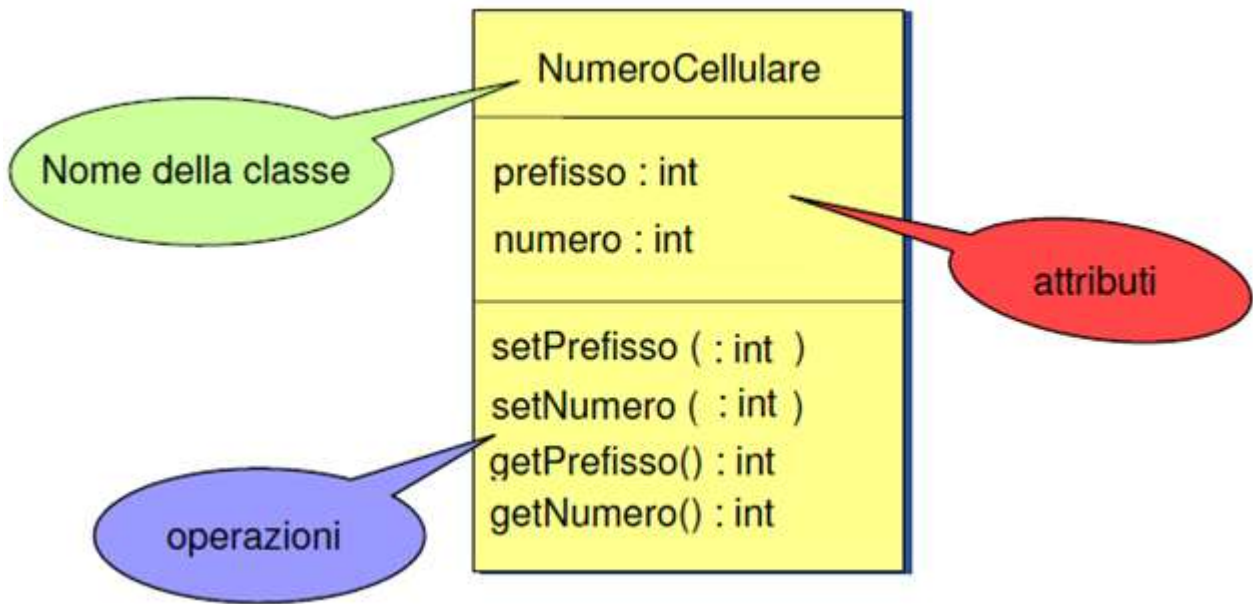 NumeroCellulare
Nome della classe
prefisso : int
numero : int
attributi
setPrefisso ( : int )
setNumero ( : int )
getPrefisso() : int
getNumero() : int
operazioni